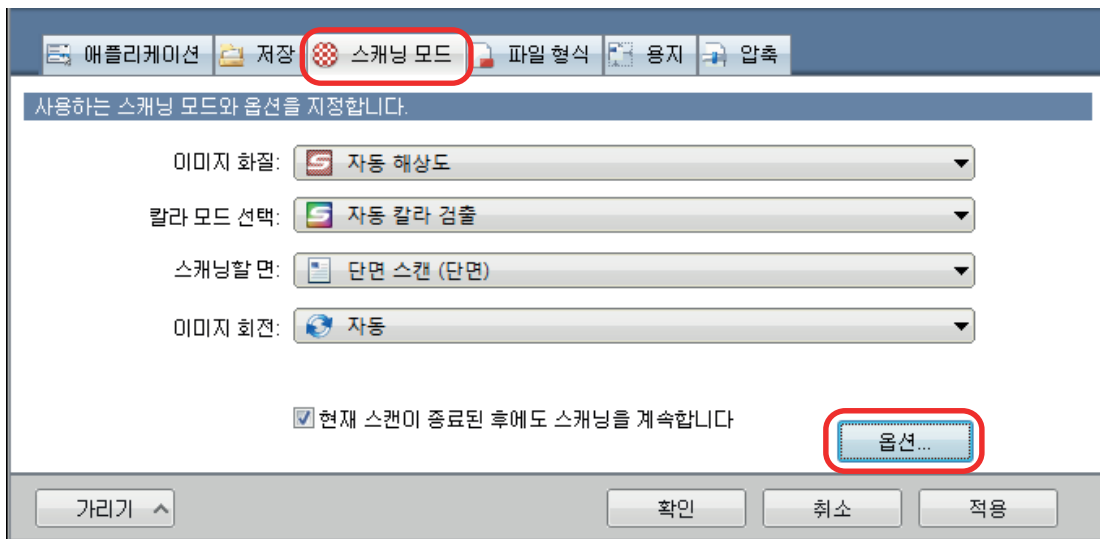 애플리케이션 저장 스캐닝 모드 파일 형식 용지 압축
사용하는 스캐닝 모드와 옵션을 지정합니다.
이미지 화질: 자동 해상도
칼라 모드 선택: 자동 칼라 검출
스캐닝할 면: 단면 스캔 (단면)
이미지 회전: 자동
현재 스캔이 종료된 후에도 스캐닝을 계속합니다
옵션...
가리기 확인 취소 적용